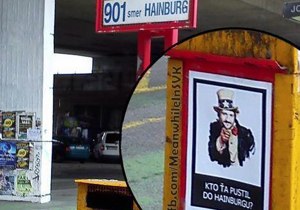 901 smer HAINBURG
fb.com/MeanwhileInSVK
KTO ŤA PUSTIL
DO HAINBURGU?